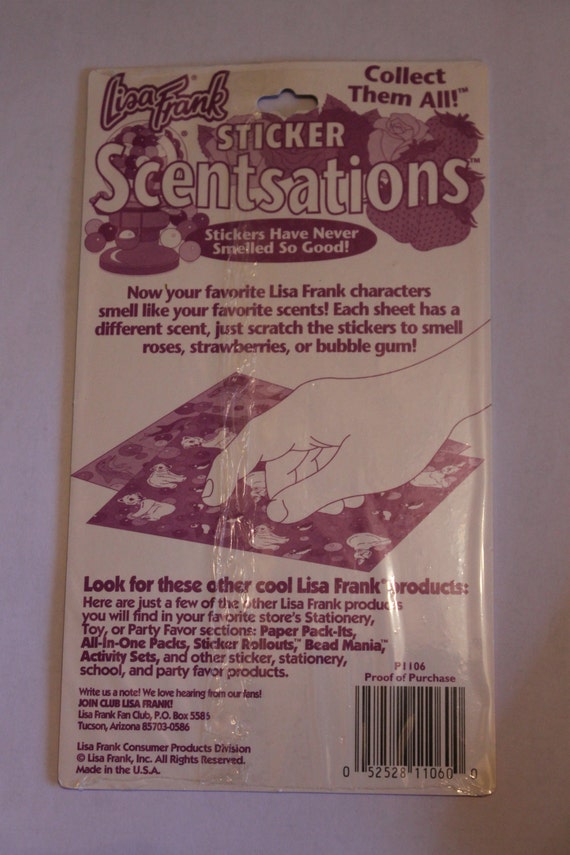 Lisa Frank®
Collect
Them All!™
STICKER
Scentsations™
Stickers Have Never
Smelled So Good!
Now your favorite Lisa Frank characters
smell like your favorite scents! Each sheet has a
different scent, just scratch the stickers to smell
roses, strawberries, or bubble gum!
Look for these other cool Lisa Frank® products:
Here are just a few of the other Lisa Frank products
you will find in your favorite store's Stationery,
Toy, or Party Favor sections: Paper Pack-Its,
All-In-One Packs, Sticker Rollouts,™ Bead Mania,™
Activity Sets, and other sticker, stationery,
school, and party favor products.
P1106
Proof of Purchase
Write us a note! We love hearing from our fans!
JOIN CLUB LISA FRANK!
Lisa Frank Fan Club, P.O. Box 5586
Tucson, Arizona 85703-0586
Lisa Frank Consumer Products Division
© Lisa Frank, Inc. All Rights Reserved.
Made in the U.S.A.
0 52528 11060 0